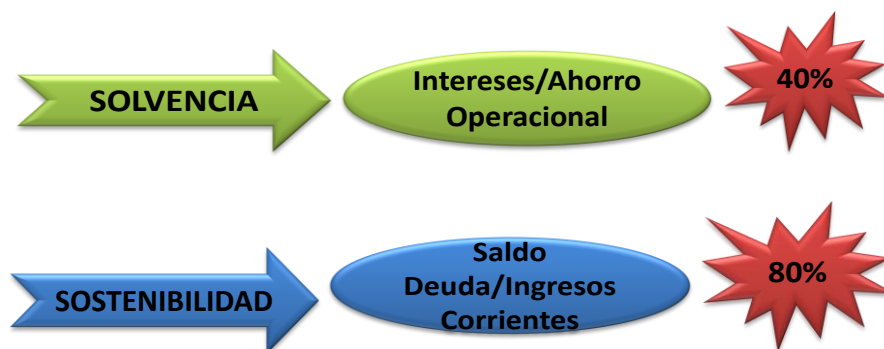 SOLVENCIA
Intereses/Ahorro
Operacional
40%
SOSTENIBILIDAD
Saldo
Deuda/Ingresos
Corrientes
80%